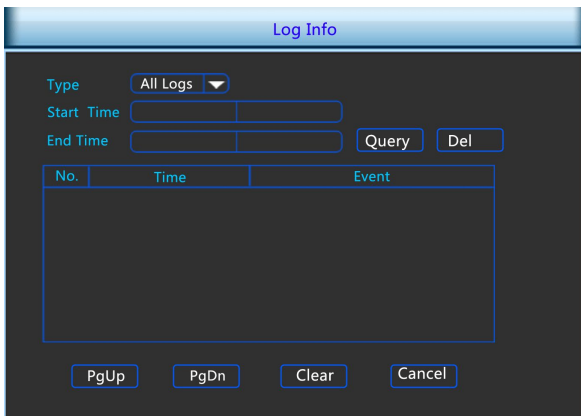 Log Info
Type All Logs
Start Time
End Time Query Del
No. Time Event
PgUp PgDn Clear Cancel